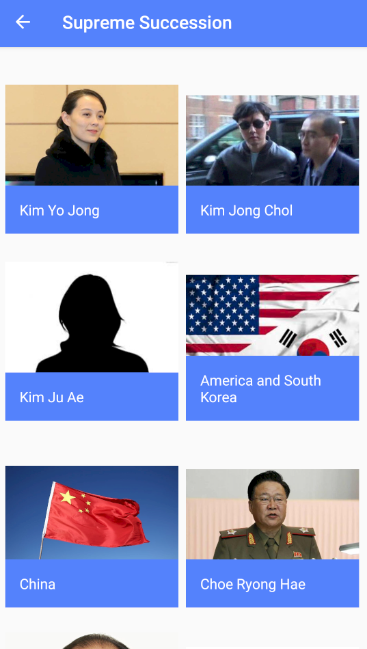 Supreme Succession
Kim Yo Jong
Kim Jong Chol
Kim Ju Ae
America and South
Korea
China
Choe Ryong Hae